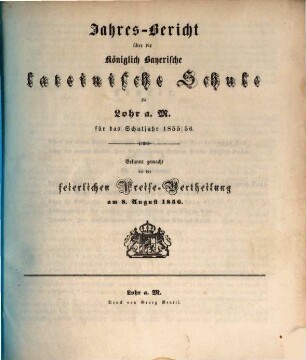 Jahres-Bericht
über die
Königlich Bayerische
lateinische Schule
zu
Lohr a. M.
für das Schuljahr 1855/56.
Bekannt gemacht
bei der
feierlichen Preise-Vertheilung
am 8. August 1856.
Lohr a. M.
Druck von Georg